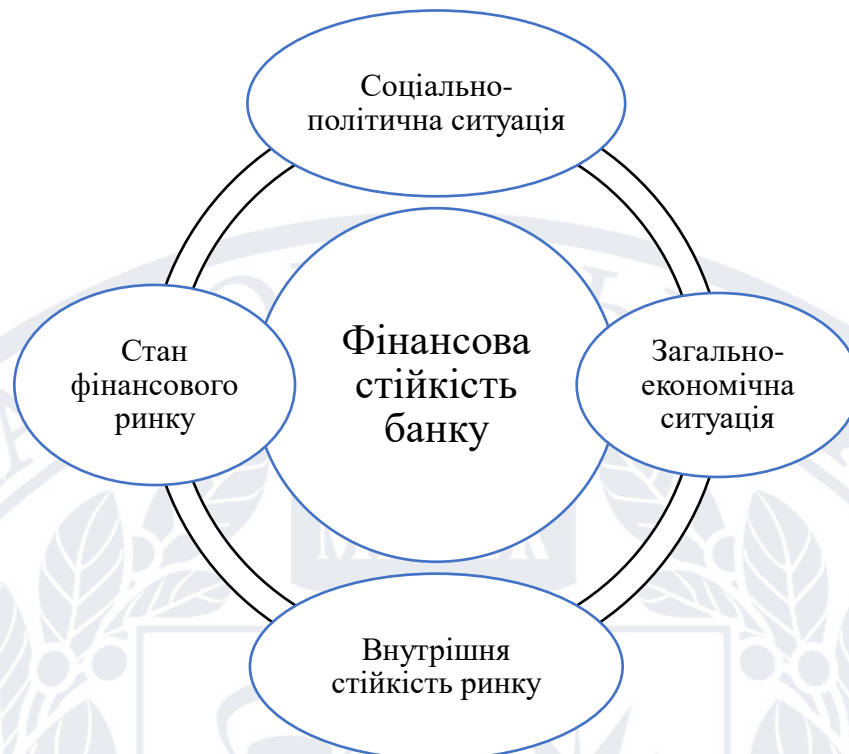 Соціально-
політична ситуація
Стан
фінансового
ринку
Фінансова
стійкість
банку
Загально-
економічна
ситуація
Внутрішня
стійкість ринку